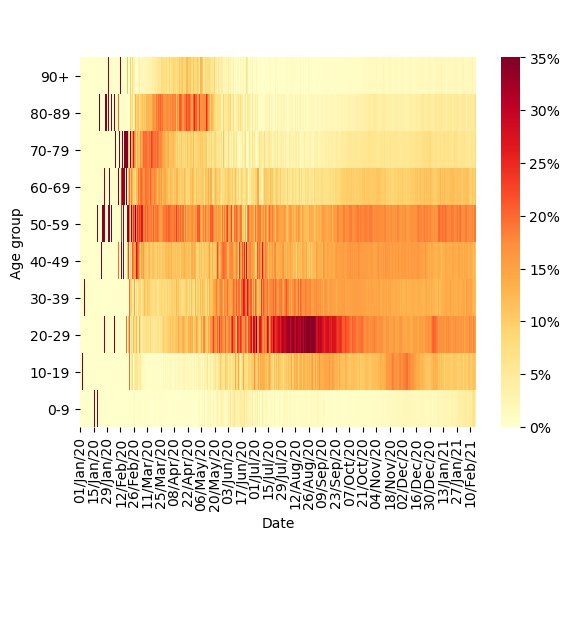 Age group
90+
80-89
70-79
60-69
50-59
40-49
30-39
20-29
10-19
0-9
01/Jan/20
15/Jan/20
29/Jan/20
12/Feb/20
26/Feb/20
11/Mar/20
25/Mar/20
08/Apr/20
22/Apr/20
06/May/20
20/May/20
03/Jun/20
17/Jun/20
01/Jul/20
15/Jul/20
29/Jul/20
12/Aug/20
26/Aug/20
09/Sep/20
23/Sep/20
07/Oct/20
21/Oct/20
04/Nov/20
18/Nov/20
02/Dec/20
16/Dec/20
30/Dec/20
13/Jan/21
27/Jan/21
10/Feb/21
Date
35%
30%
25%
20%
15%
10%
5%
0%